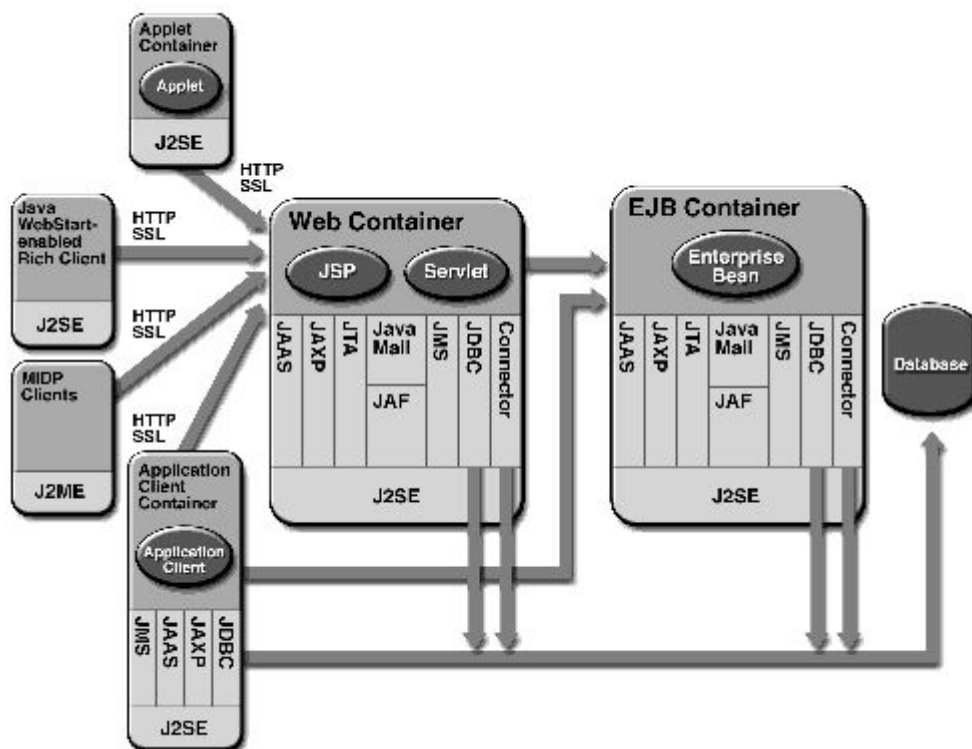 Applet
Container
Applet
J2SE
HTTP
SSL
Java
WebStart-
enabled
Rich Client
J2SE
HTTP
SSL
HTTP
SSL
MIDP
Clients
J2ME
HTTP
SSL
Application
Client
Container
Application
Client
JMS
JAAS
JAXP
JDBC
J2SE
Web Container
JSP
Servlet
JAAS
JAXP
JTA
Java
Mail
JAF
JMS
JDBC
Connector
J2SE
EJB Container
Enterprise
Bean
JAAS
JAXP
JTA
Java
Mail
JAF
JMS
JDBC
Connector
J2SE
Database